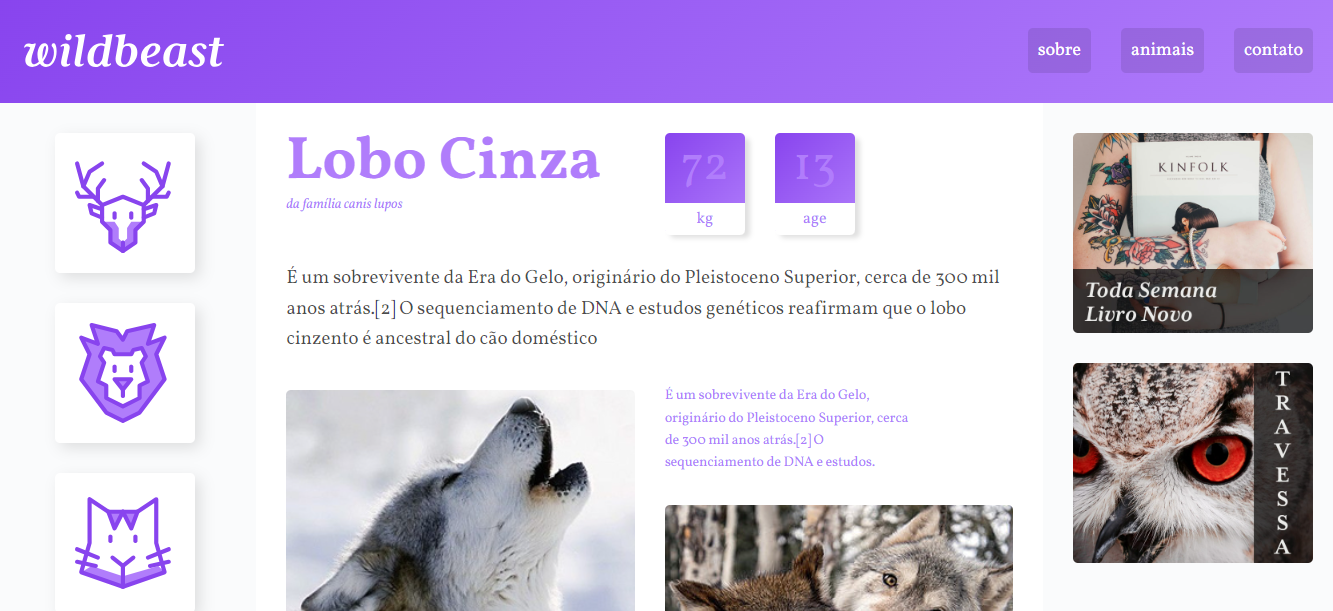 wildbeast
sobre
animais
contato
Lobo Cinza
da família canis lupos
72
kg
13
age
É um sobrevivente da Era do Gelo, originário do Pleistoceno Superior, cerca de 300 mil
anos atrás.[2] O sequenciamento de DNA e estudos genéticos reafirmam que o lobo
cinzento é ancestral do cão doméstico
É um sobrevivente da Era do Gelo,
originário do Pleistoceno Superior, cerca
de 300 mil anos atrás.[2] O
sequenciamento de DNA e estudos.
KINFOLK
Toda Semana
Livro Novo
TRAVESSA